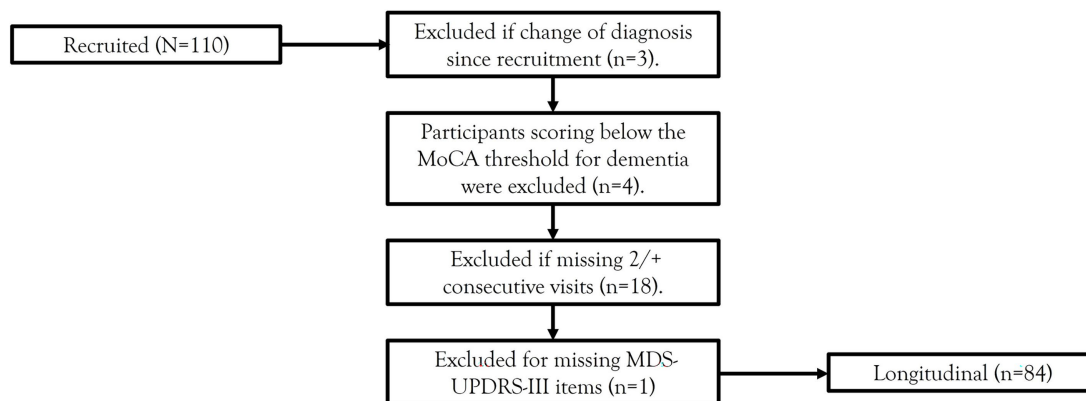 Recruited (N=110)
Excluded if change of diagnosis
since recruitment (n=3).
Participants scoring below the
MoCA threshold for dementia
were excluded (n=4).
Excluded if missing 2/+
consecutive visits (n=18).
Excluded for missing MDS-
UPDRS-III items (n=1)
Longitudinal (n=84)